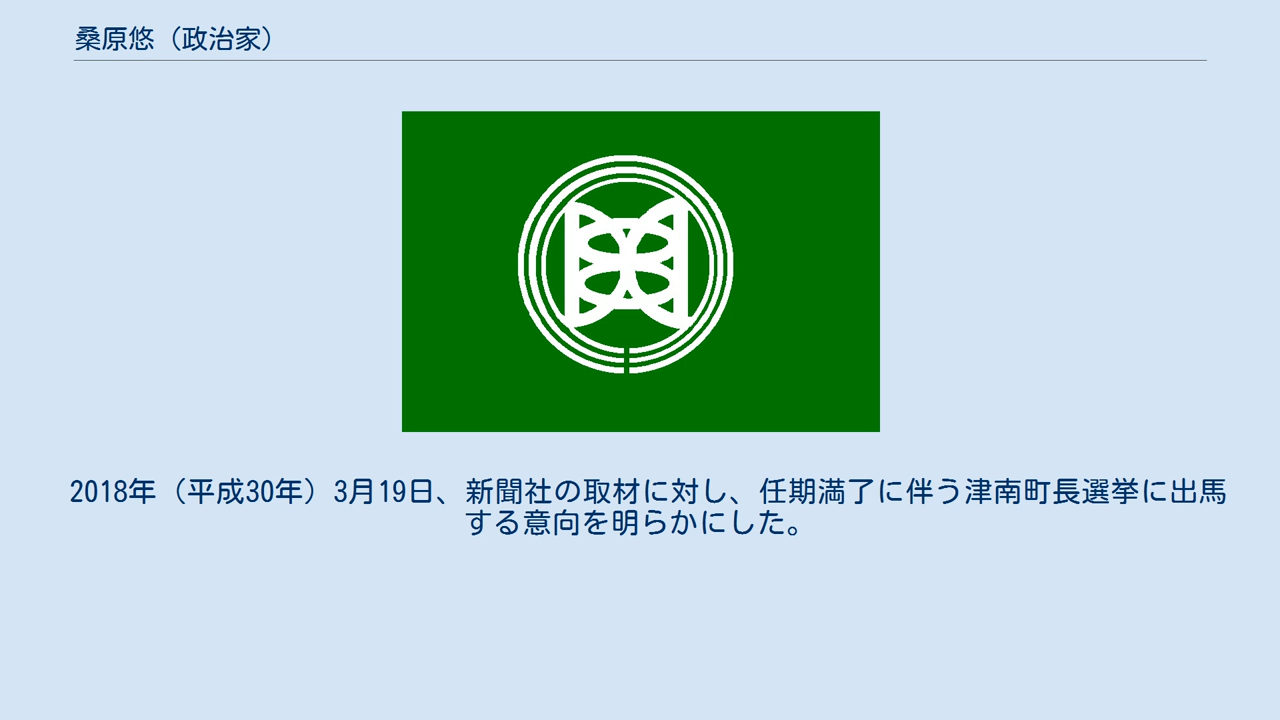 桑原悠（政治家）
2018年（平成30年）3月19日、新聞社の取材に対し、任期満了に伴う津南町長選挙に出馬
する意向を明らかにした。